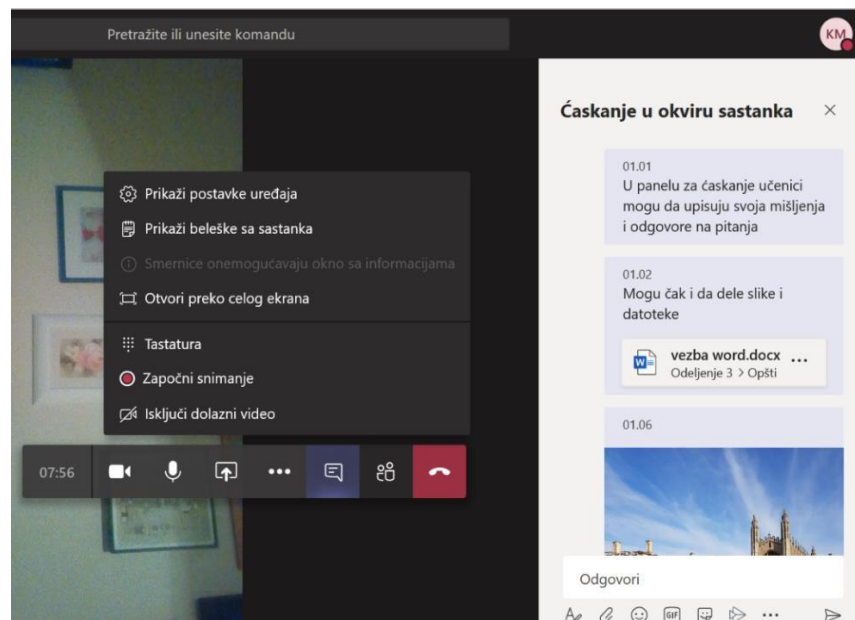 Pretražite ili unesite komandu
KM
Ćaskanje u okviru sastanka
01.01
U panelu za ćaskanje učenici
mogu da upisuju svoja mišljenja
i odgovore na pitanja
01.02
Mogu čak i da dele slike i
datoteke
vezba word.docx
Odeljenje 3 > Opšti
01.06
Odgovori
GIF
Prikaži postavke uređaja
Prikaži beleške sa sastanka
Smernice onemogućavaju okno sa informacijama
Otvori preko celog ekrana
Tastatura
Započni snimanje
Isključi dolazni video
07:56